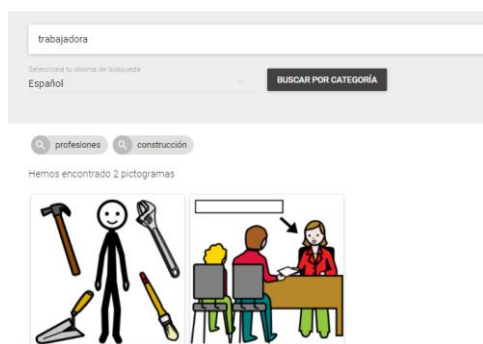 trabajadora
Selecciona tu idioma de búsqueda
Español
BUSCAR POR CATEGORÍA
profesiones
construcción
Hemos encontrado 2 pictogramas